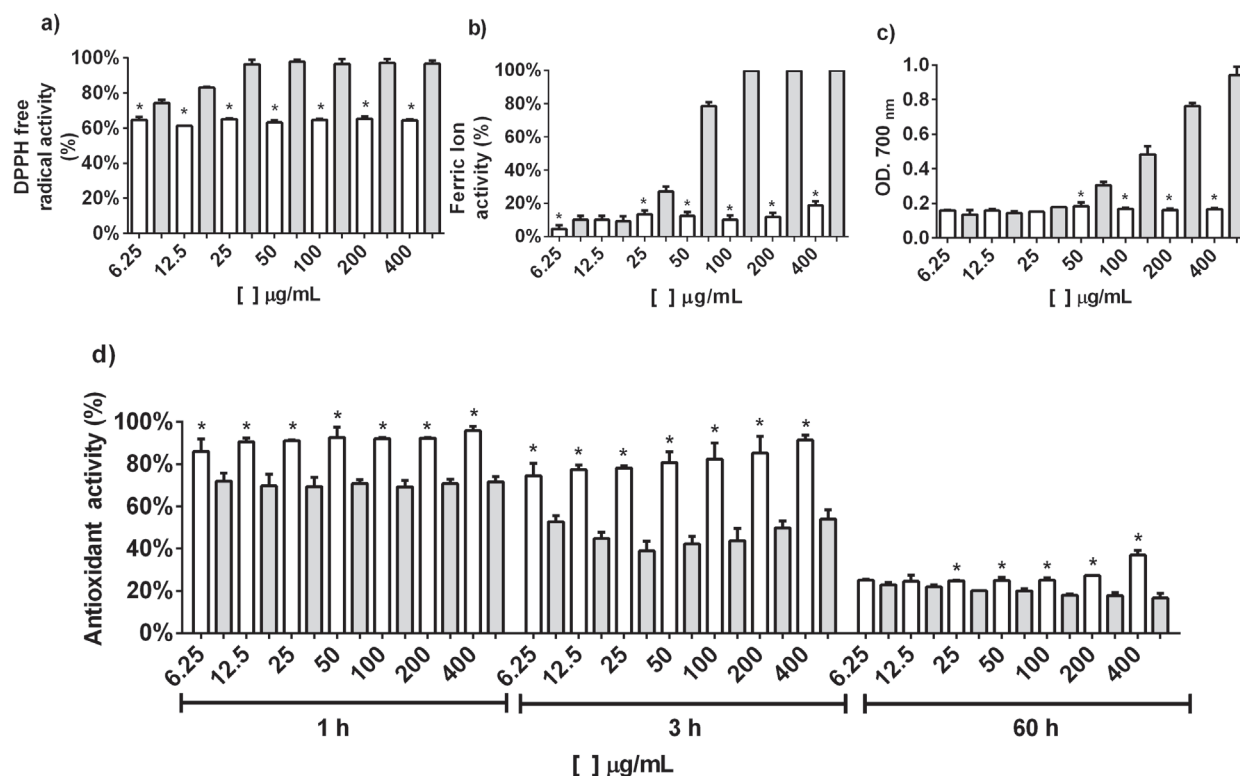 a)
DPPH free
radical activity
(%)
100%
80%
60%
40%
20%
0%
* * * * * * *
6.25 12.5 25 50 100 200 400
[ ] μg/mL
b)
Ferric Ion
activity (%)
100%
80%
60%
40%
20%
0%
* * * * * *
6.25 12.5 25 50 100 200 400
[ ] μg/mL
c)
OD. 700 nm
1.0
0.8
0.6
0.4
0.2
0.0
* * * *
6.25 12.5 25 50 100 200 400
[ ] μg/mL
d)
Antioxidant activity (%)
100%
80%
60%
40%
20%
0%
* * * * * * * * * * * * * * * * * * *
6.25 12.5 25 50 100 200 400 6.25 12.5 25 50 100 200 400 6.25 12.5 25 50 100 200 400
1 h 3 h 60 h
[ ] μg/mL